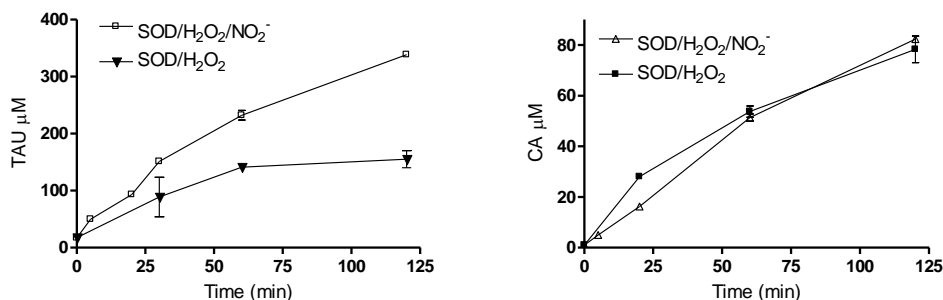 SOD/H₂O₂/NO₂⁻
SOD/H₂O₂
TAU μM
400
300
200
100
0
0 25 50 75 100 125
Time (min)
SOD/H₂O₂/NO₂⁻
SOD/H₂O₂
CA μM
80
60
40
20
0
0 25 50 75 100 125
Time (min)